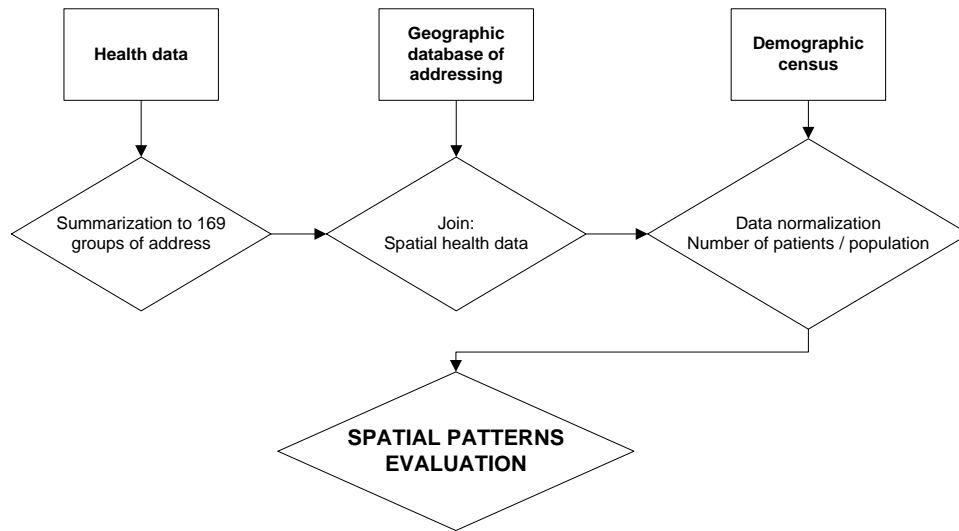 Health data
Geographic
database of
addressing
Demographic
census
Summarization to 169
groups of address
Join:
Spatial health data
Data normalization
Number of patients / population
SPATIAL PATTERNS
EVALUATION